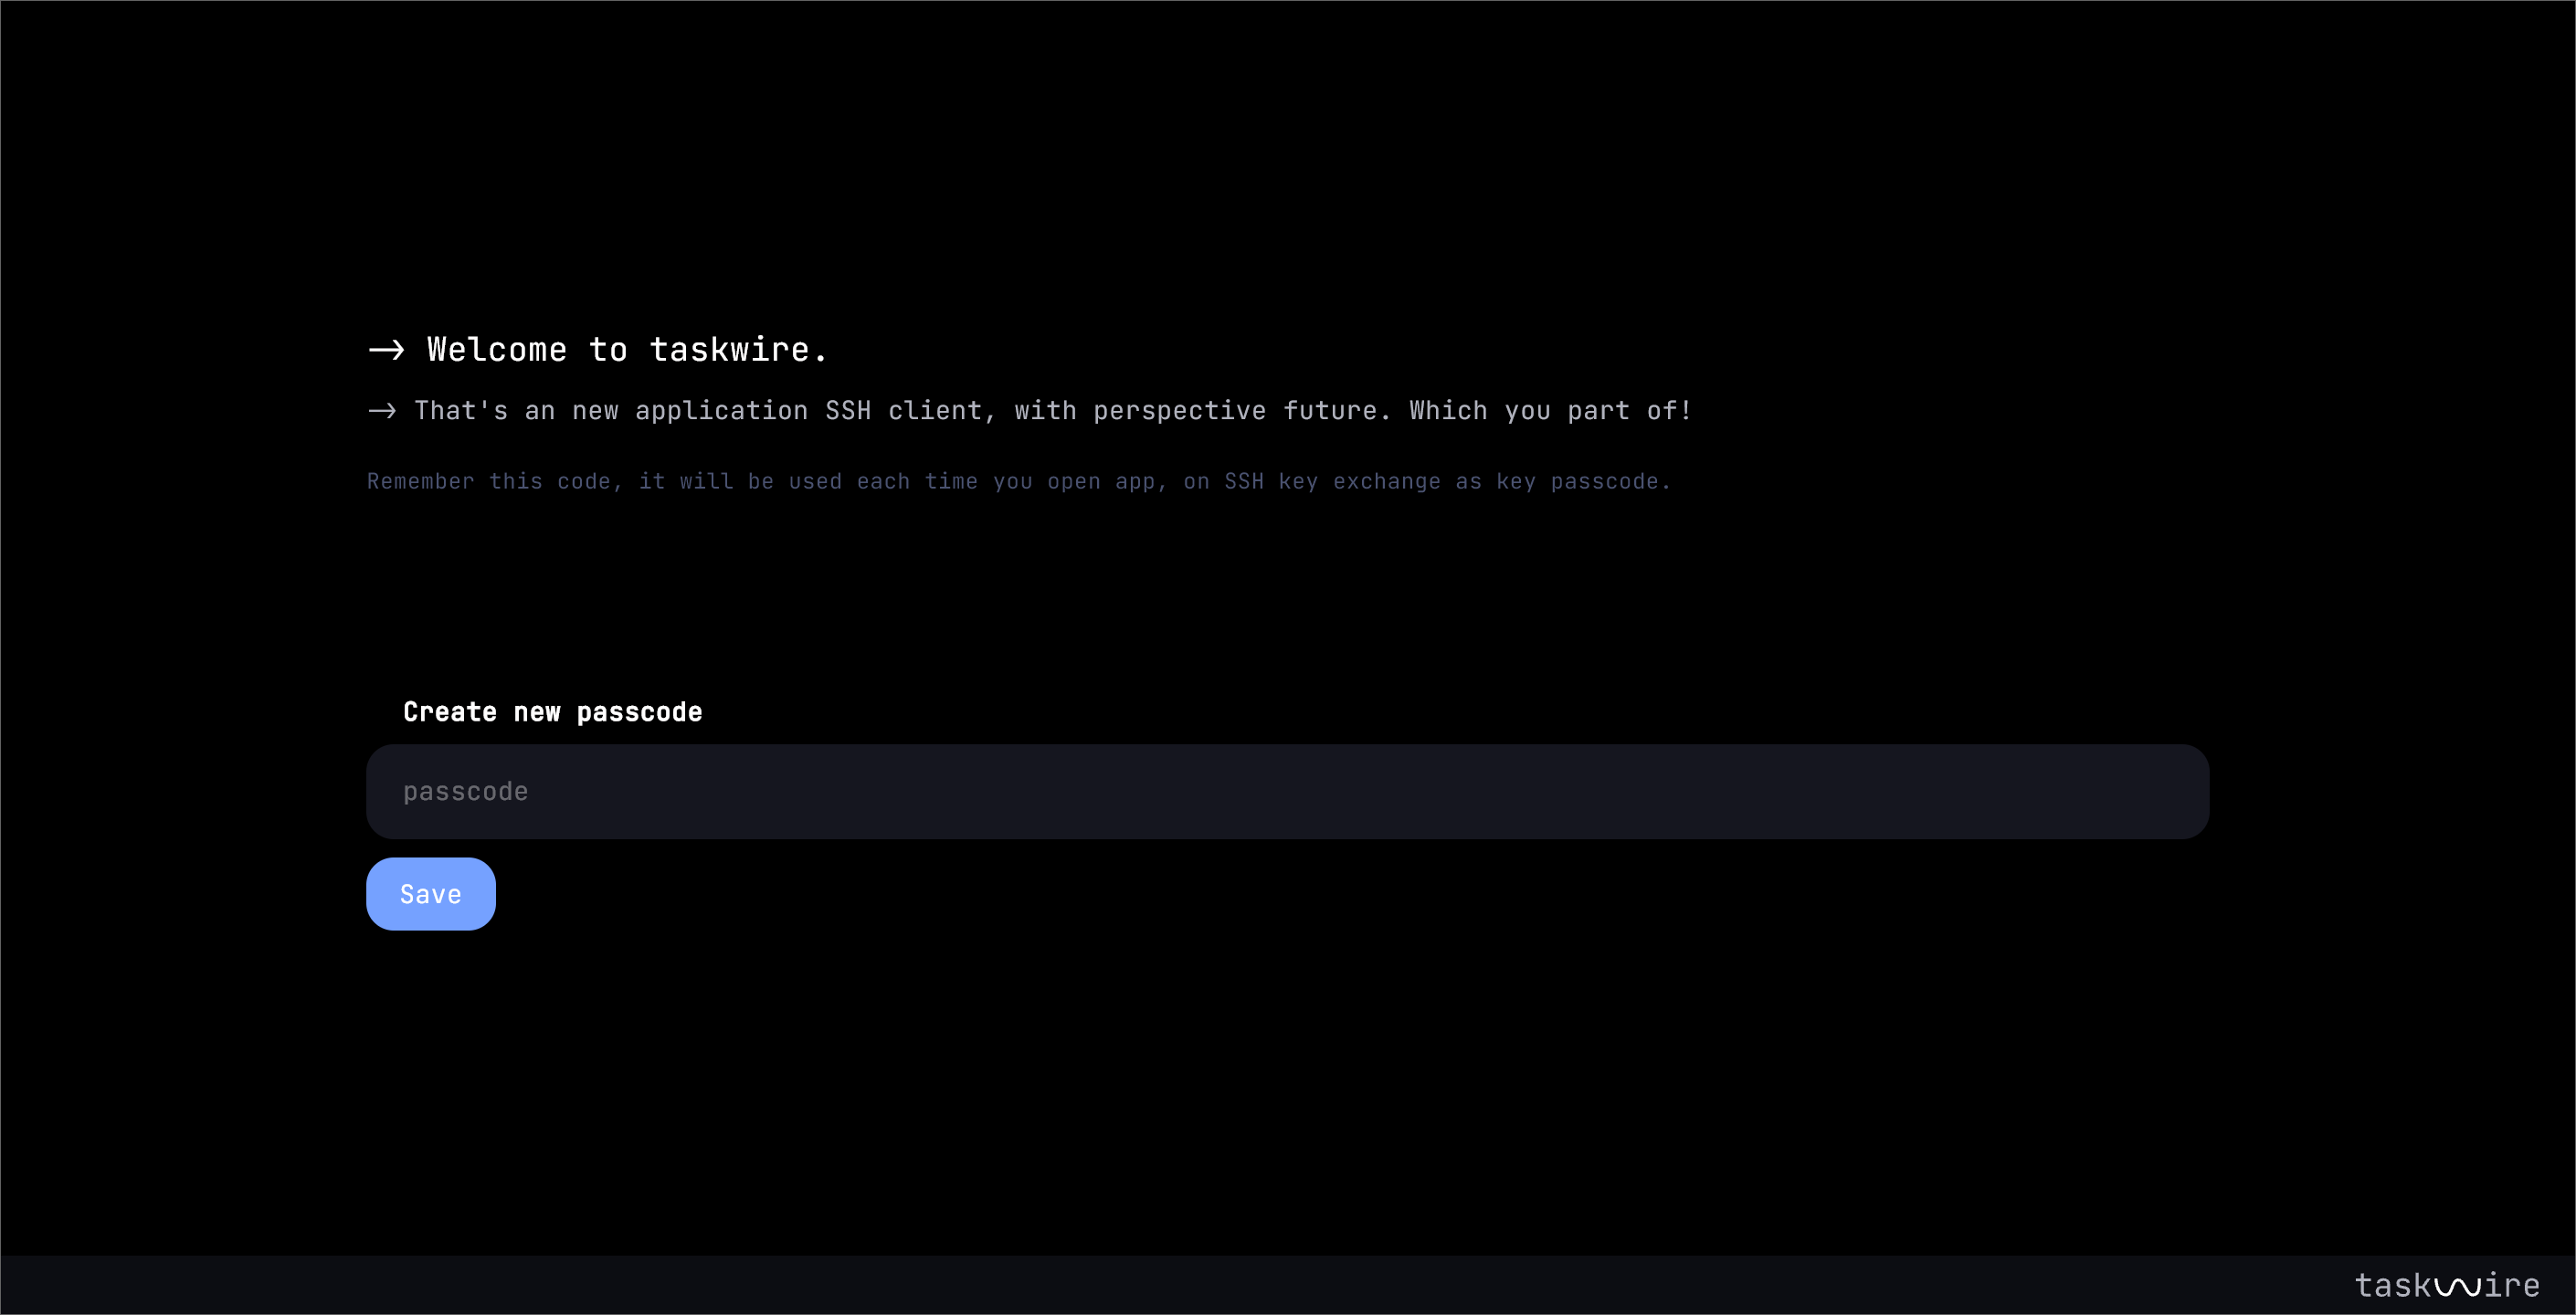 -> Welcome to taskwire.
-> That's an new application SSH client, with perspective future. Which you part of!
Remember this code, it will be used each time you open app, on SSH key exchange as key passcode.
Create new passcode
passcode
Save
taskwire